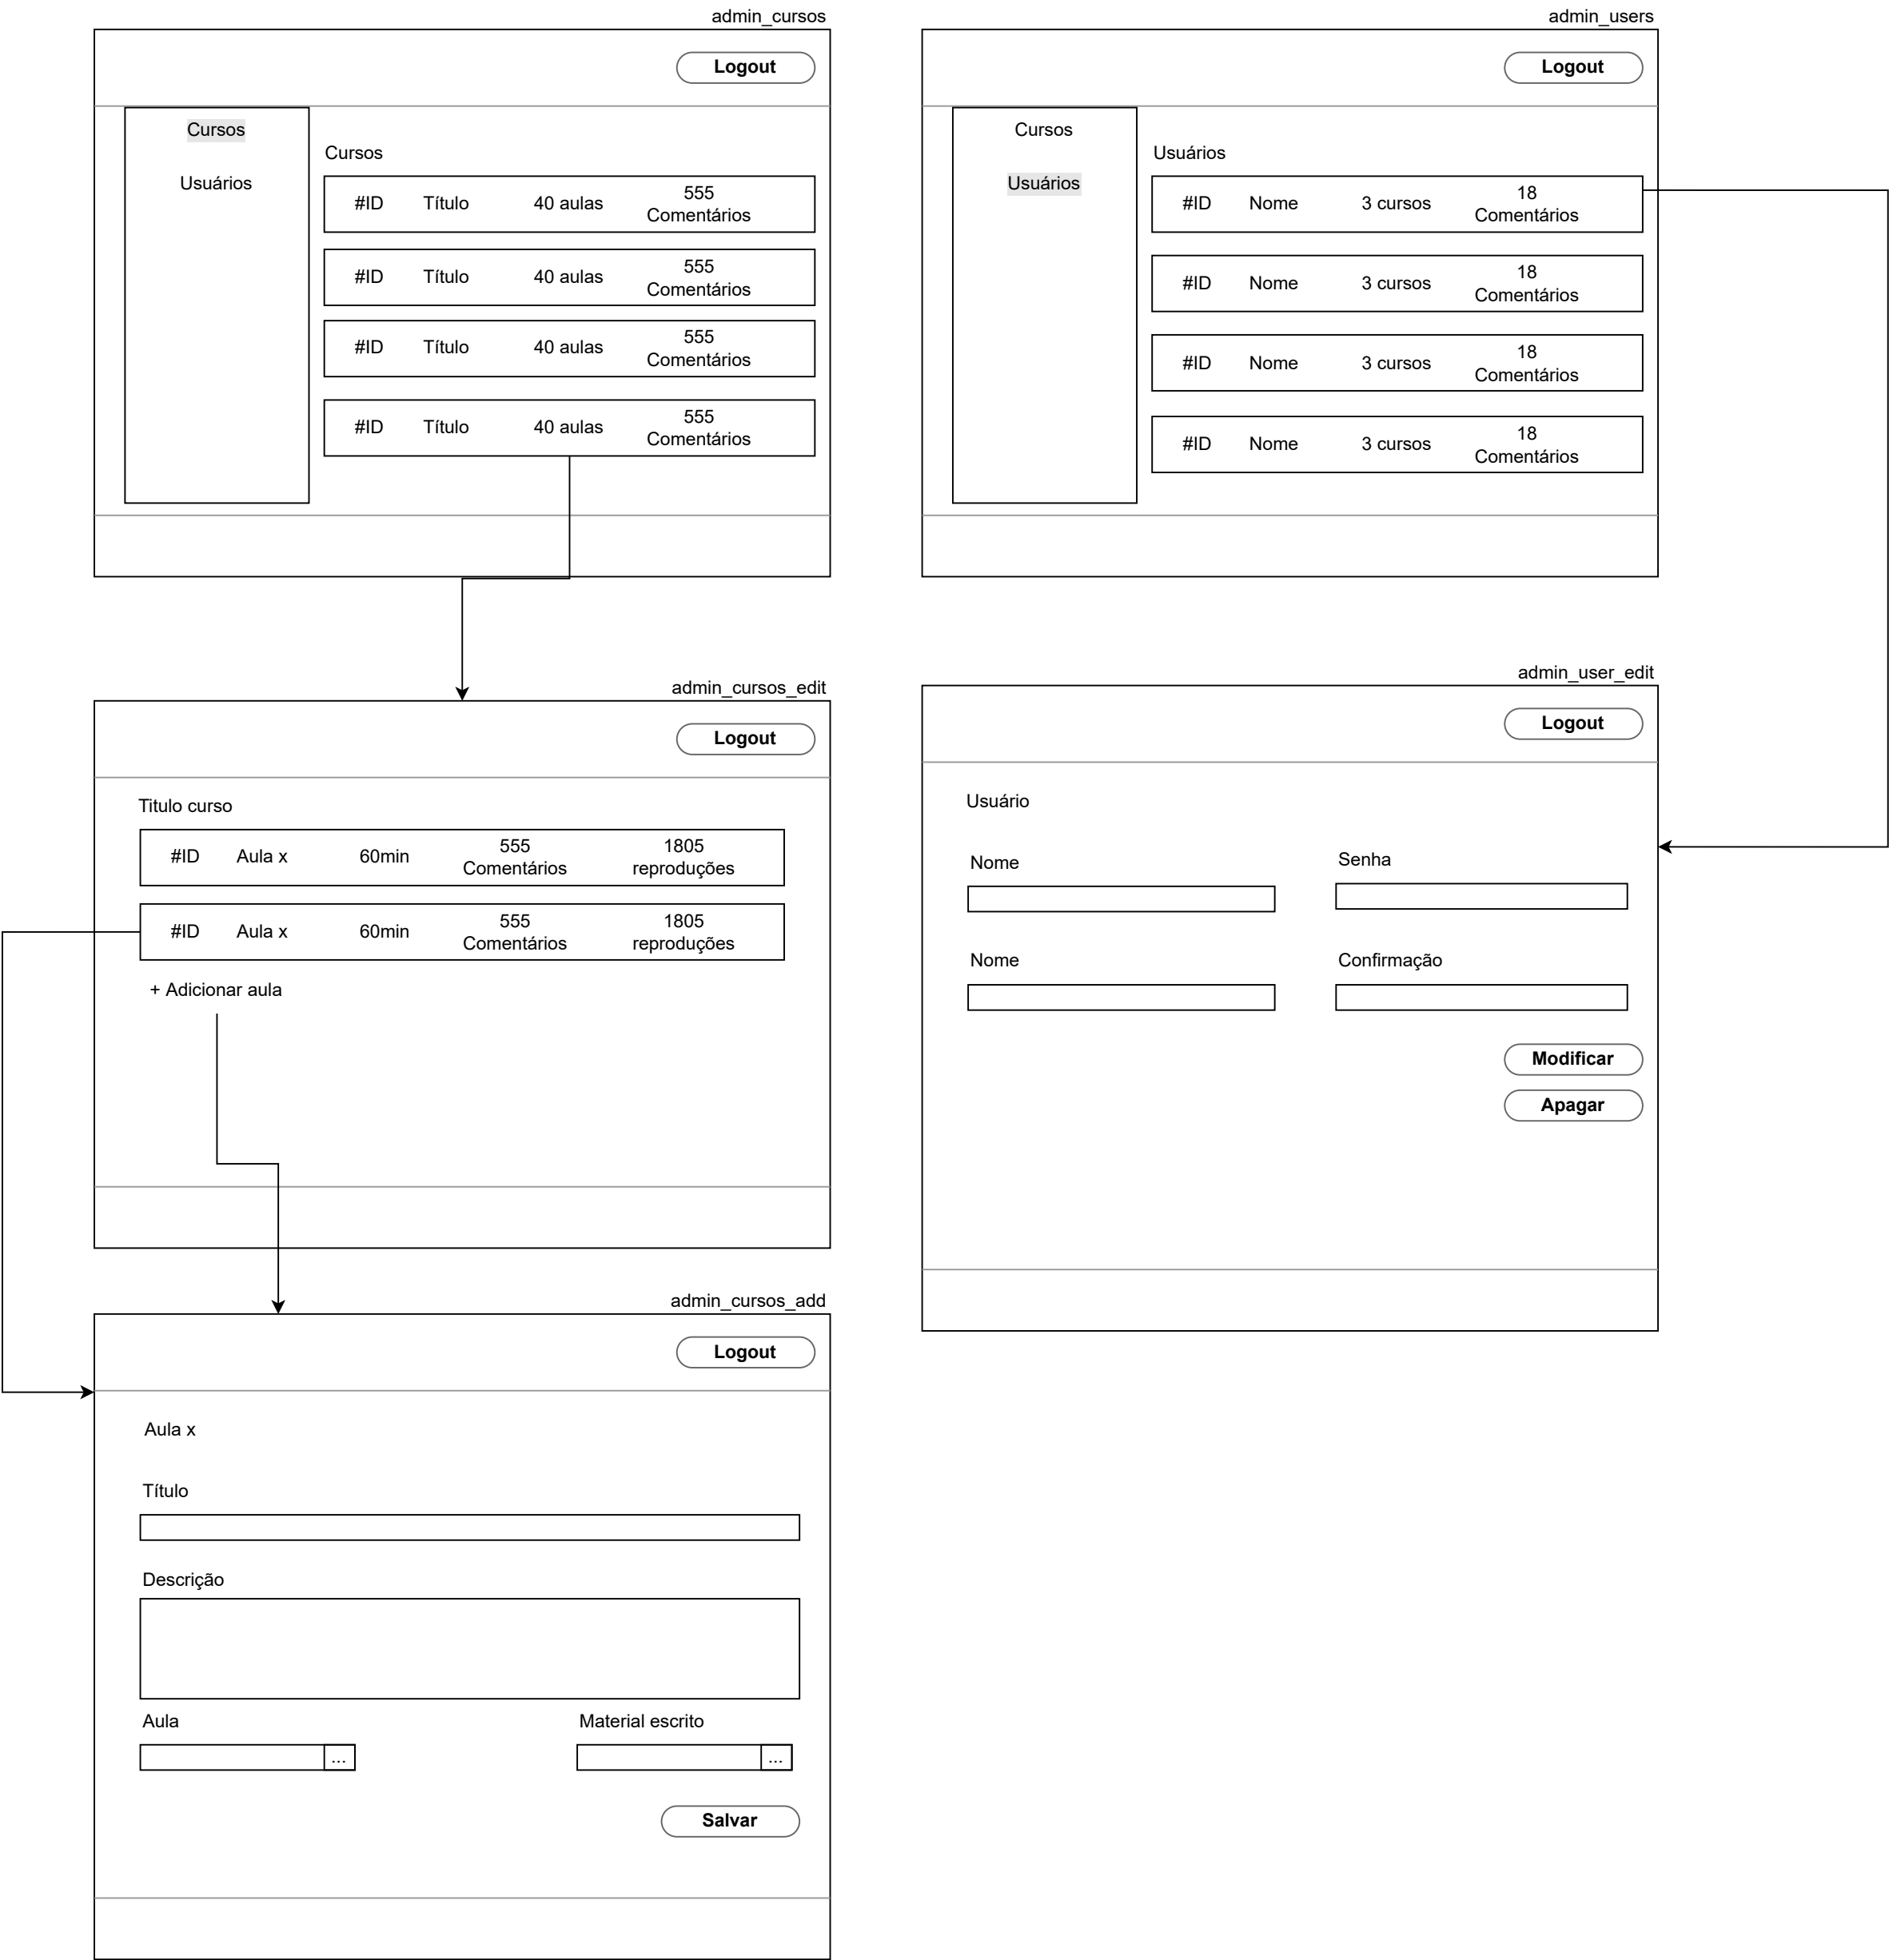 admin_cursos
Logout
Cursos
Usuários
Cursos
#ID Título 40 aulas 555 Comentários
#ID Título 40 aulas 555 Comentários
#ID Título 40 aulas 555 Comentários
#ID Título 40 aulas 555 Comentários
admin_users
Logout
Cursos
Usuários
Usuários
#ID Nome 3 cursos 18 Comentários
#ID Nome 3 cursos 18 Comentários
#ID Nome 3 cursos 18 Comentários
#ID Nome 3 cursos 18 Comentários
admin_cursos_edit
Logout
Titulo curso
#ID Aula x 60min 555 Comentários 1805 reproduções
#ID Aula x 60min 555 Comentários 1805 reproduções
+ Adicionar aula
admin_user_edit
Logout
Usuário
Nome Senha
Nome Confirmação
Modificar
Apagar
admin_cursos_add
Logout
Aula x
Título
Descrição
Aula Material escrito
... ...
Salvar